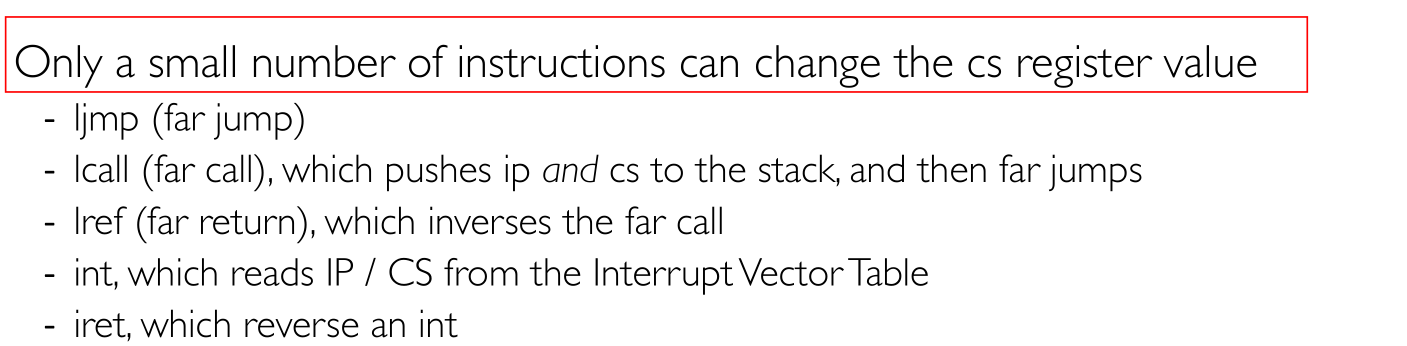 Only a small number of instructions can change the cs register value
- ljmp (far jump)
- lcall (far call), which pushes ip and cs to the stack, and then far jumps
- lref (far return), which inverses the far call
- int, which reads IP / CS from the Interrupt Vector Table
- iret, which reverse an int